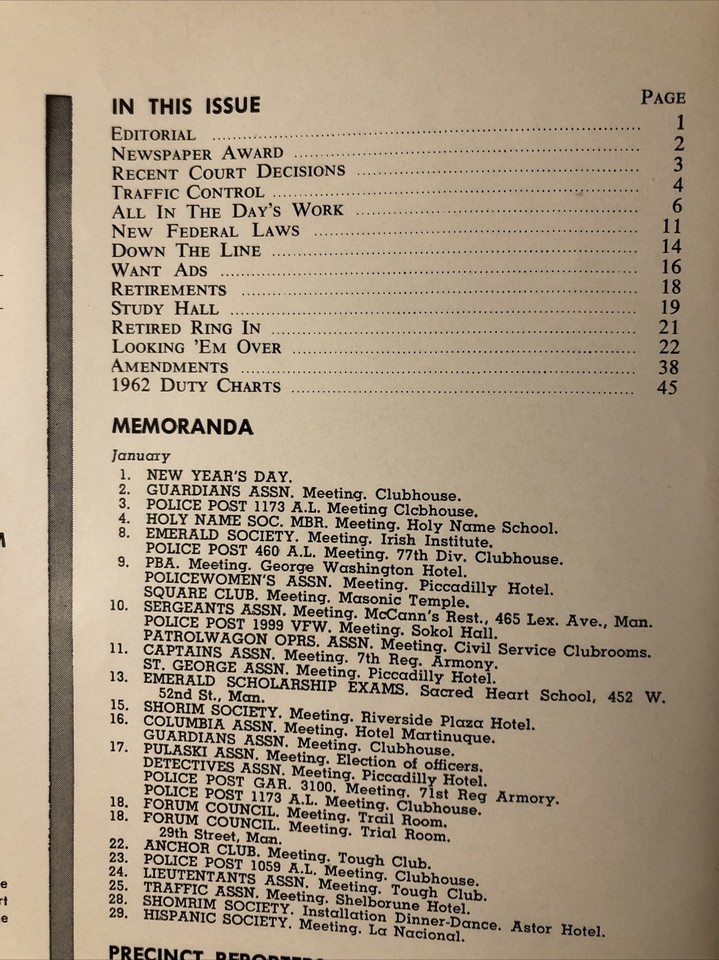 IN THIS ISSUE PAGE
EDITORIAL 1
NEWSPAPER AWARD 2
RECENT COURT DECISIONS 3
TRAFFIC CONTROL 4
ALL IN THE DAY'S WORK 6
NEW FEDERAL LAWS 11
DOWN THE LINE 14
WANT ADS 16
RETIREMENTS 18
STUDY HALL 19
RETIRED RING IN 21
LOOKING 'EM OVER 22
AMENDMENTS 38
1962 DUTY CHARTS 45
MEMORANDA
January
1. NEW YEAR'S DAY.
2. GUARDIANS ASSN. Meeting. Clubhouse.
3. POLICE POST 1173 A.L. Meeting Clcbhouse.
4. HOLY NAME SOC. MBR. Meeting. Holy Name School.
8. EMERALD SOCIETY. Meeting. Irish Institute.
POLICE POST 460 A.L. Meeting. 77th Div. Clubhouse.
9. PBA. Meeting. George Washington Hotel.
POLICEWOMEN'S ASSN. Meeting. Piccadilly Hotel.
SQUARE CLUB. Meeting. Masonic Temple.
10. SERGEANTS ASSN. Meeting. McCann's Rest., 465 Lex. Ave., Man.
POLICE POST 1999 VFW. Meeting. Sokol Hall.
PATROLWAGON OPRS. ASSN. Meeting. Civil Service Clubrooms.
11. CAPTAINS ASSN. Meeting. 7th Reg. Armony.
ST. GEORGE ASSN. Meeting. Piccadilly Hotel.
13. EMERALD SCHOLARSHIP EXAMS. Sacred Heart School, 452 W.
52nd St., Man.
15. SHORIM SOCIETY. Meeting. Riverside Plaza Hotel.
16. COLUMBIA ASSN. Meeting. Hotel Martinuque.
GUARDIANS ASSN. Meeting. Clubhouse.
17. PULASKI ASSN. Meeting. Election of officers.
DETECTIVES ASSN. Meeting. Piccadilly Hotel.
POLICE POST GAR. 3100. Meeting. 71st Reg Armory.
POLICE POST 1173 A.L. Meeting. Clubhouse.
18. FORUM COUNCIL. Meeting. Trail Room.
18. FORUM COUNCIL. Meeting. Trial Room.
29th Street, Man.
22. ANCHOR CLUB. Meeting. Tough Club.
23. POLICE POST 1059 A.L. Meeting. Clubhouse.
24. LIEUTENTANTS ASSN. Meeting. Tough Club.
25. TRAFFIC ASSN. Meeting. Shelborune Hotel.
28. SHOMRIM SOCIETY. Installation Dinner-Dance. Astor Hotel.
29. HISPANIC SOCIETY. Meeting. La Nacional.